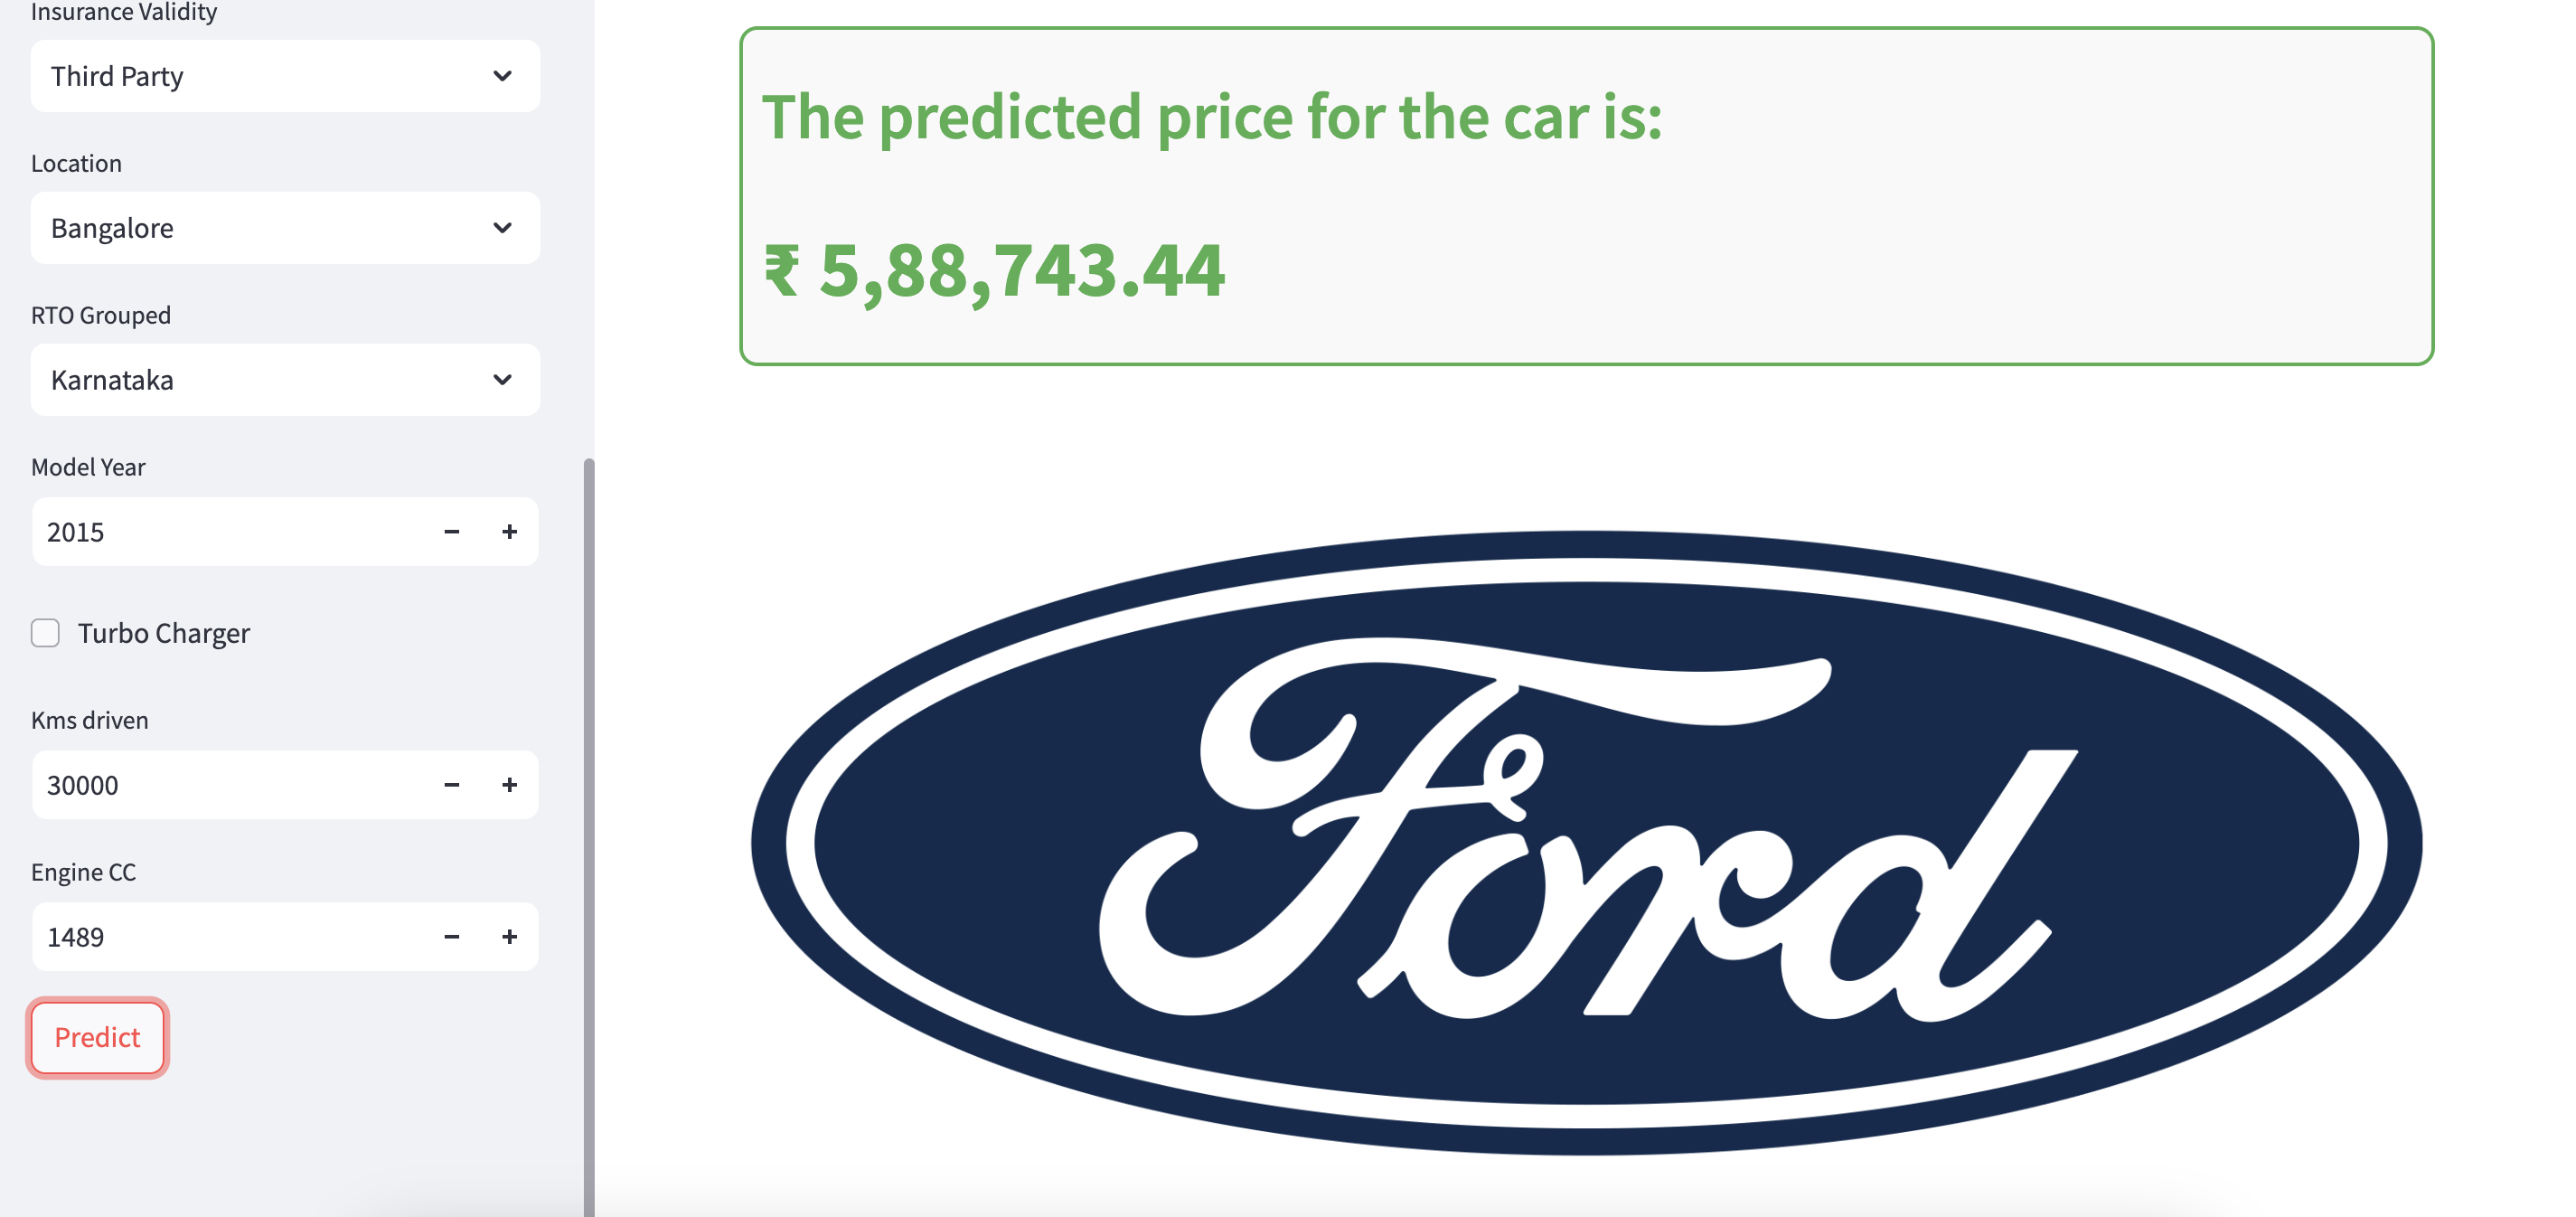 Insurance Validity
Third Party
Location
Bangalore
RTO Grouped
Karnataka
Model Year
2015
Turbo Charger
Kms driven
30000
Engine CC
1489
Predict
The predicted price for the car is:
₹ 5,88,743.44
Ford